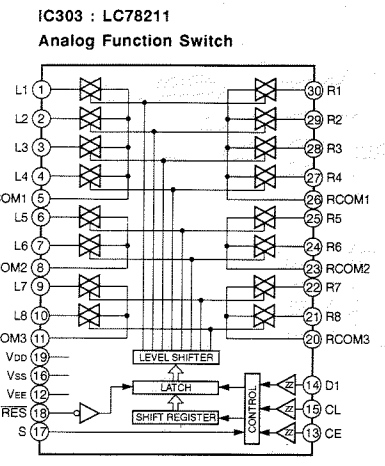 IC303 : LC78211
Analog Function Switch
L1 1
30 R1
L2 2
29 R2
L3 3
28 R3
L4 4
27 R4
COM1 5
26 RCOM1
L5 6
25 R5
L6 7
24 R6
OM2 8
23 RCOM2
L7 9
22 R7
L8 10
21 R8
OM3 11
20 RCOM3
VDD 19
LEVEL SHIFTER
VSS 16
VEE 12
LATCH
CONTROL
14 D1
RES 18
SHIFT REGISTER
15 CL
S 17
13 CE